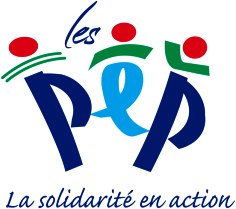 les
pep
La solidarité en action